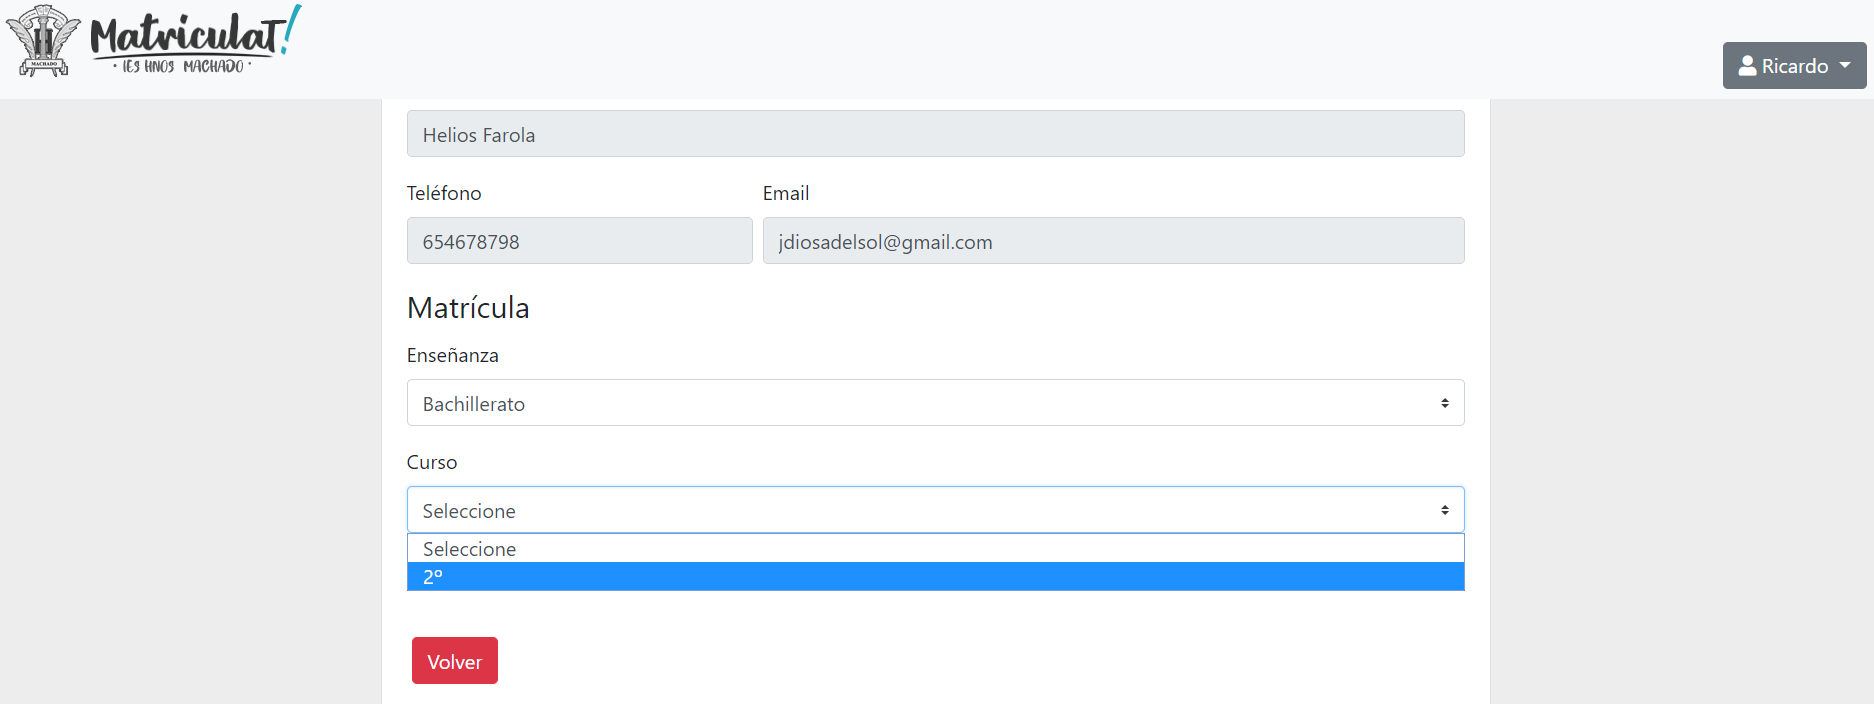 MACHADO
MatriculaT!
· IES HNOS MACHADO ·
Ricardo
Helios Farola
Teléfono
Email
654678798
jdiosadelsol@gmail.com
Matrícula
Enseñanza
Bachillerato
Curso
Seleccione
Seleccione
2º
Volver